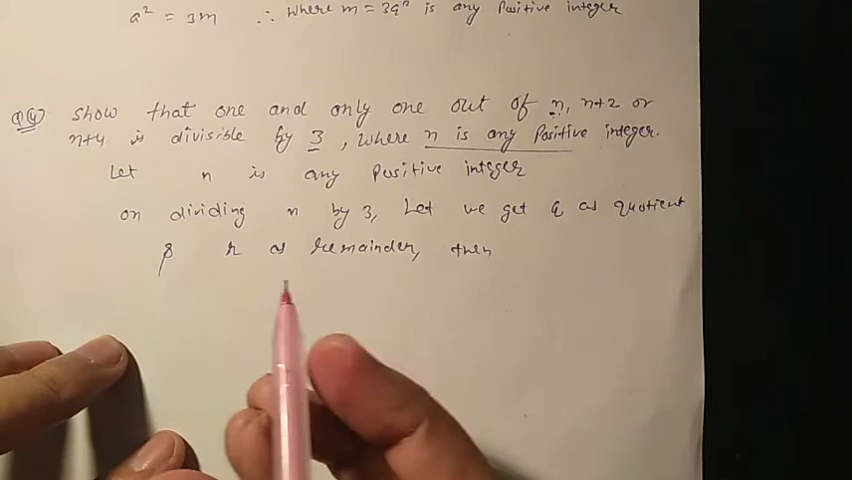 a² = 3m ∴ where m = 3q² is any Positive integer
Q4) Show that one and only one out of n, n+2 or
n+4 is divisible by 3, where n is any Positive integer.
Let n is any positive integer
on dividing n by 3, Let we get q as quotient
& r as remainder, then